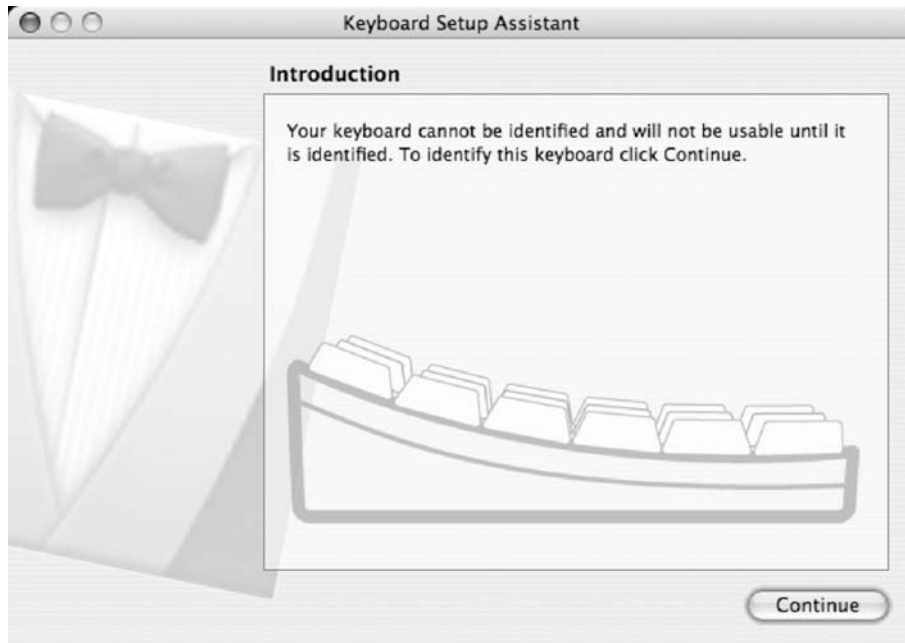 Keyboard Setup Assistant
Introduction
Your keyboard cannot be identified and will not be usable until it
is identified. To identify this keyboard click Continue.
Continue